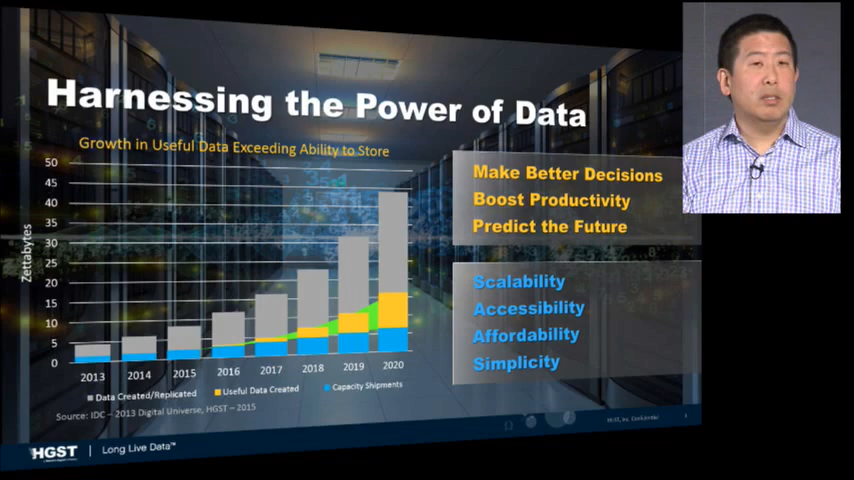 Harnessing the Power of Data
Growth in Useful Data Exceeding Ability to Store
Make Better Decisions
Boost Productivity
Predict the Future
Scalability
Accessibility
Affordability
Simplicity
Zettabytes
50
45
40
35
30
25
20
15
10
5
0
2013 2014 2015 2016 2017 2018 2019 2020
Data Created/Replicated Useful Data Created Capacity Shipments
Source: IDC – 2013 Digital Universe, HGST – 2015
HGST, Inc. Confidential
HGST | Long Live Data™